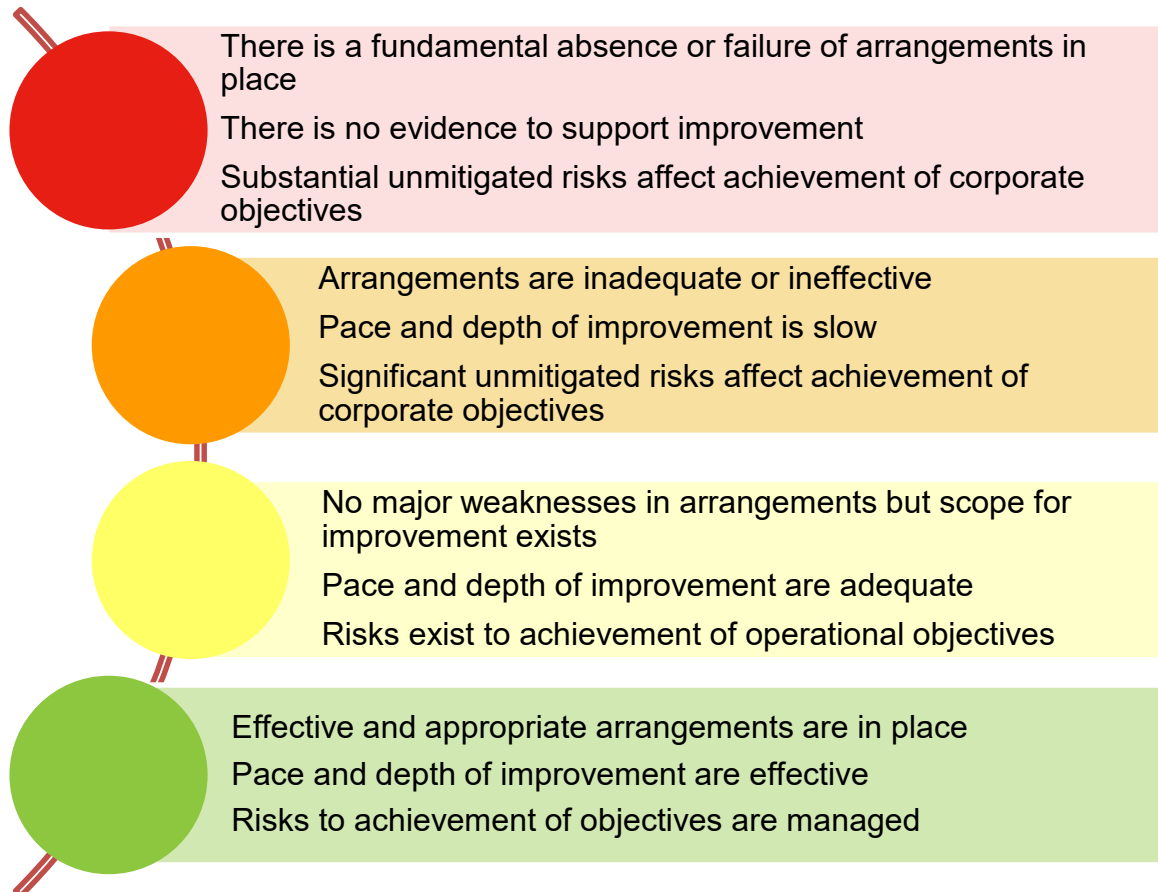 There is a fundamental absence or failure of arrangements in
place
There is no evidence to support improvement
Substantial unmitigated risks affect achievement of corporate
objectives
Arrangements are inadequate or ineffective
Pace and depth of improvement is slow
Significant unmitigated risks affect achievement of
corporate objectives
No major weaknesses in arrangements but scope for
improvement exists
Pace and depth of improvement are adequate
Risks exist to achievement of operational objectives
Effective and appropriate arrangements are in place
Pace and depth of improvement are effective
Risks to achievement of objectives are managed